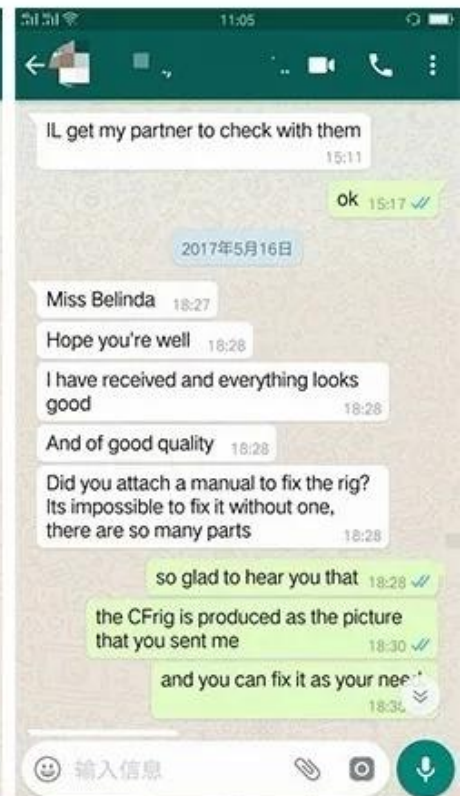 11:05
IL get my partner to check with them
15:11
ok 15:17
2017年5月16日
Miss Belinda 18:27
Hope you're well 18:28
I have received and everything looks
good
18:28
And of good quality 18:28
Did you attach a manual to fix the rig?
Its impossible to fix it without one,
there are so many parts
18:28
so glad to hear you that 18:28
the CFrig is produced as the picture
that you sent me
18:30
and you can fix it as your need
输入信息